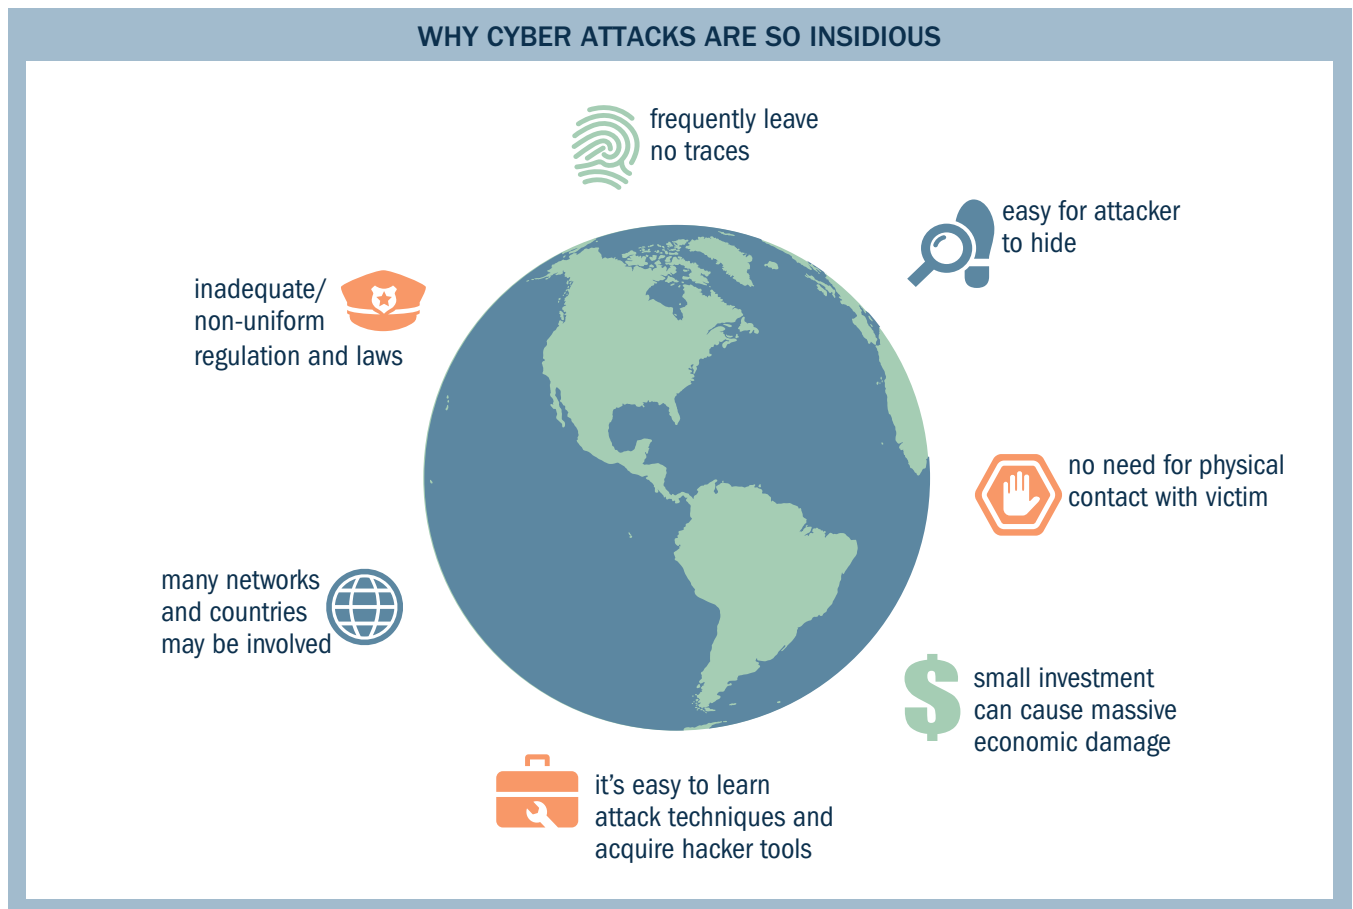 WHY CYBER ATTACKS ARE SO INSIDIOUS
frequently leave
no traces
easy for attacker
to hide
inadequate/
non-uniform
regulation and laws
no need for physical
contact with victim
many networks
and countries
may be involved
small investment
can cause massive
economic damage
it’s easy to learn
attack techniques and
acquire hacker tools